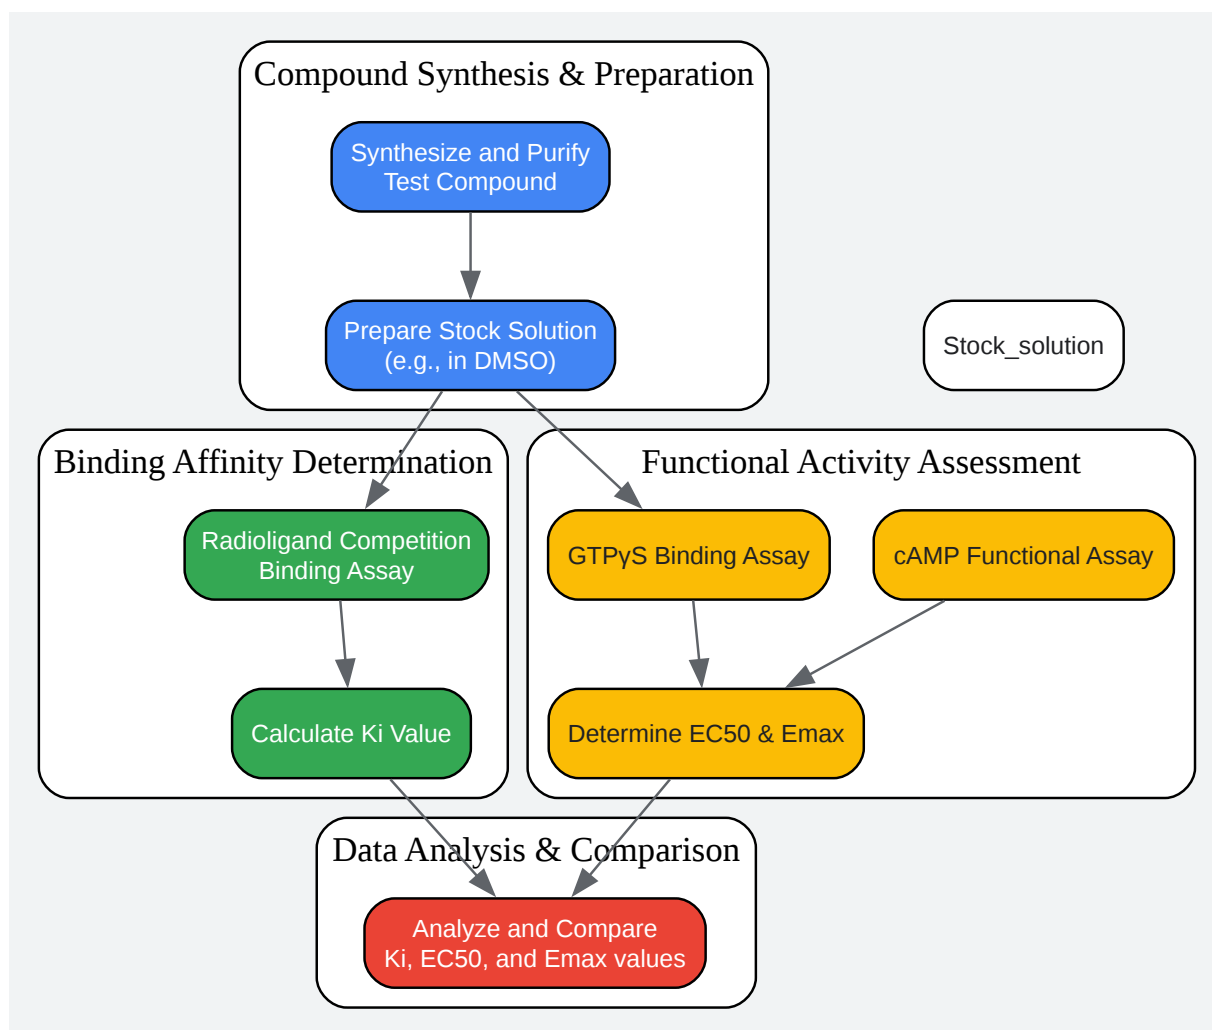 Compound Synthesis & Preparation
Synthesize and Purify
Test Compound
Prepare Stock Solution
(e.g., in DMSO)
Stock_solution
Binding Affinity Determination
Functional Activity Assessment
Radioligand Competition
Binding Assay
GTPγS Binding Assay
cAMP Functional Assay
Calculate Ki Value
Determine EC50 & Emax
Data Analysis & Comparison
Analyze and Compare
Ki, EC50, and Emax values